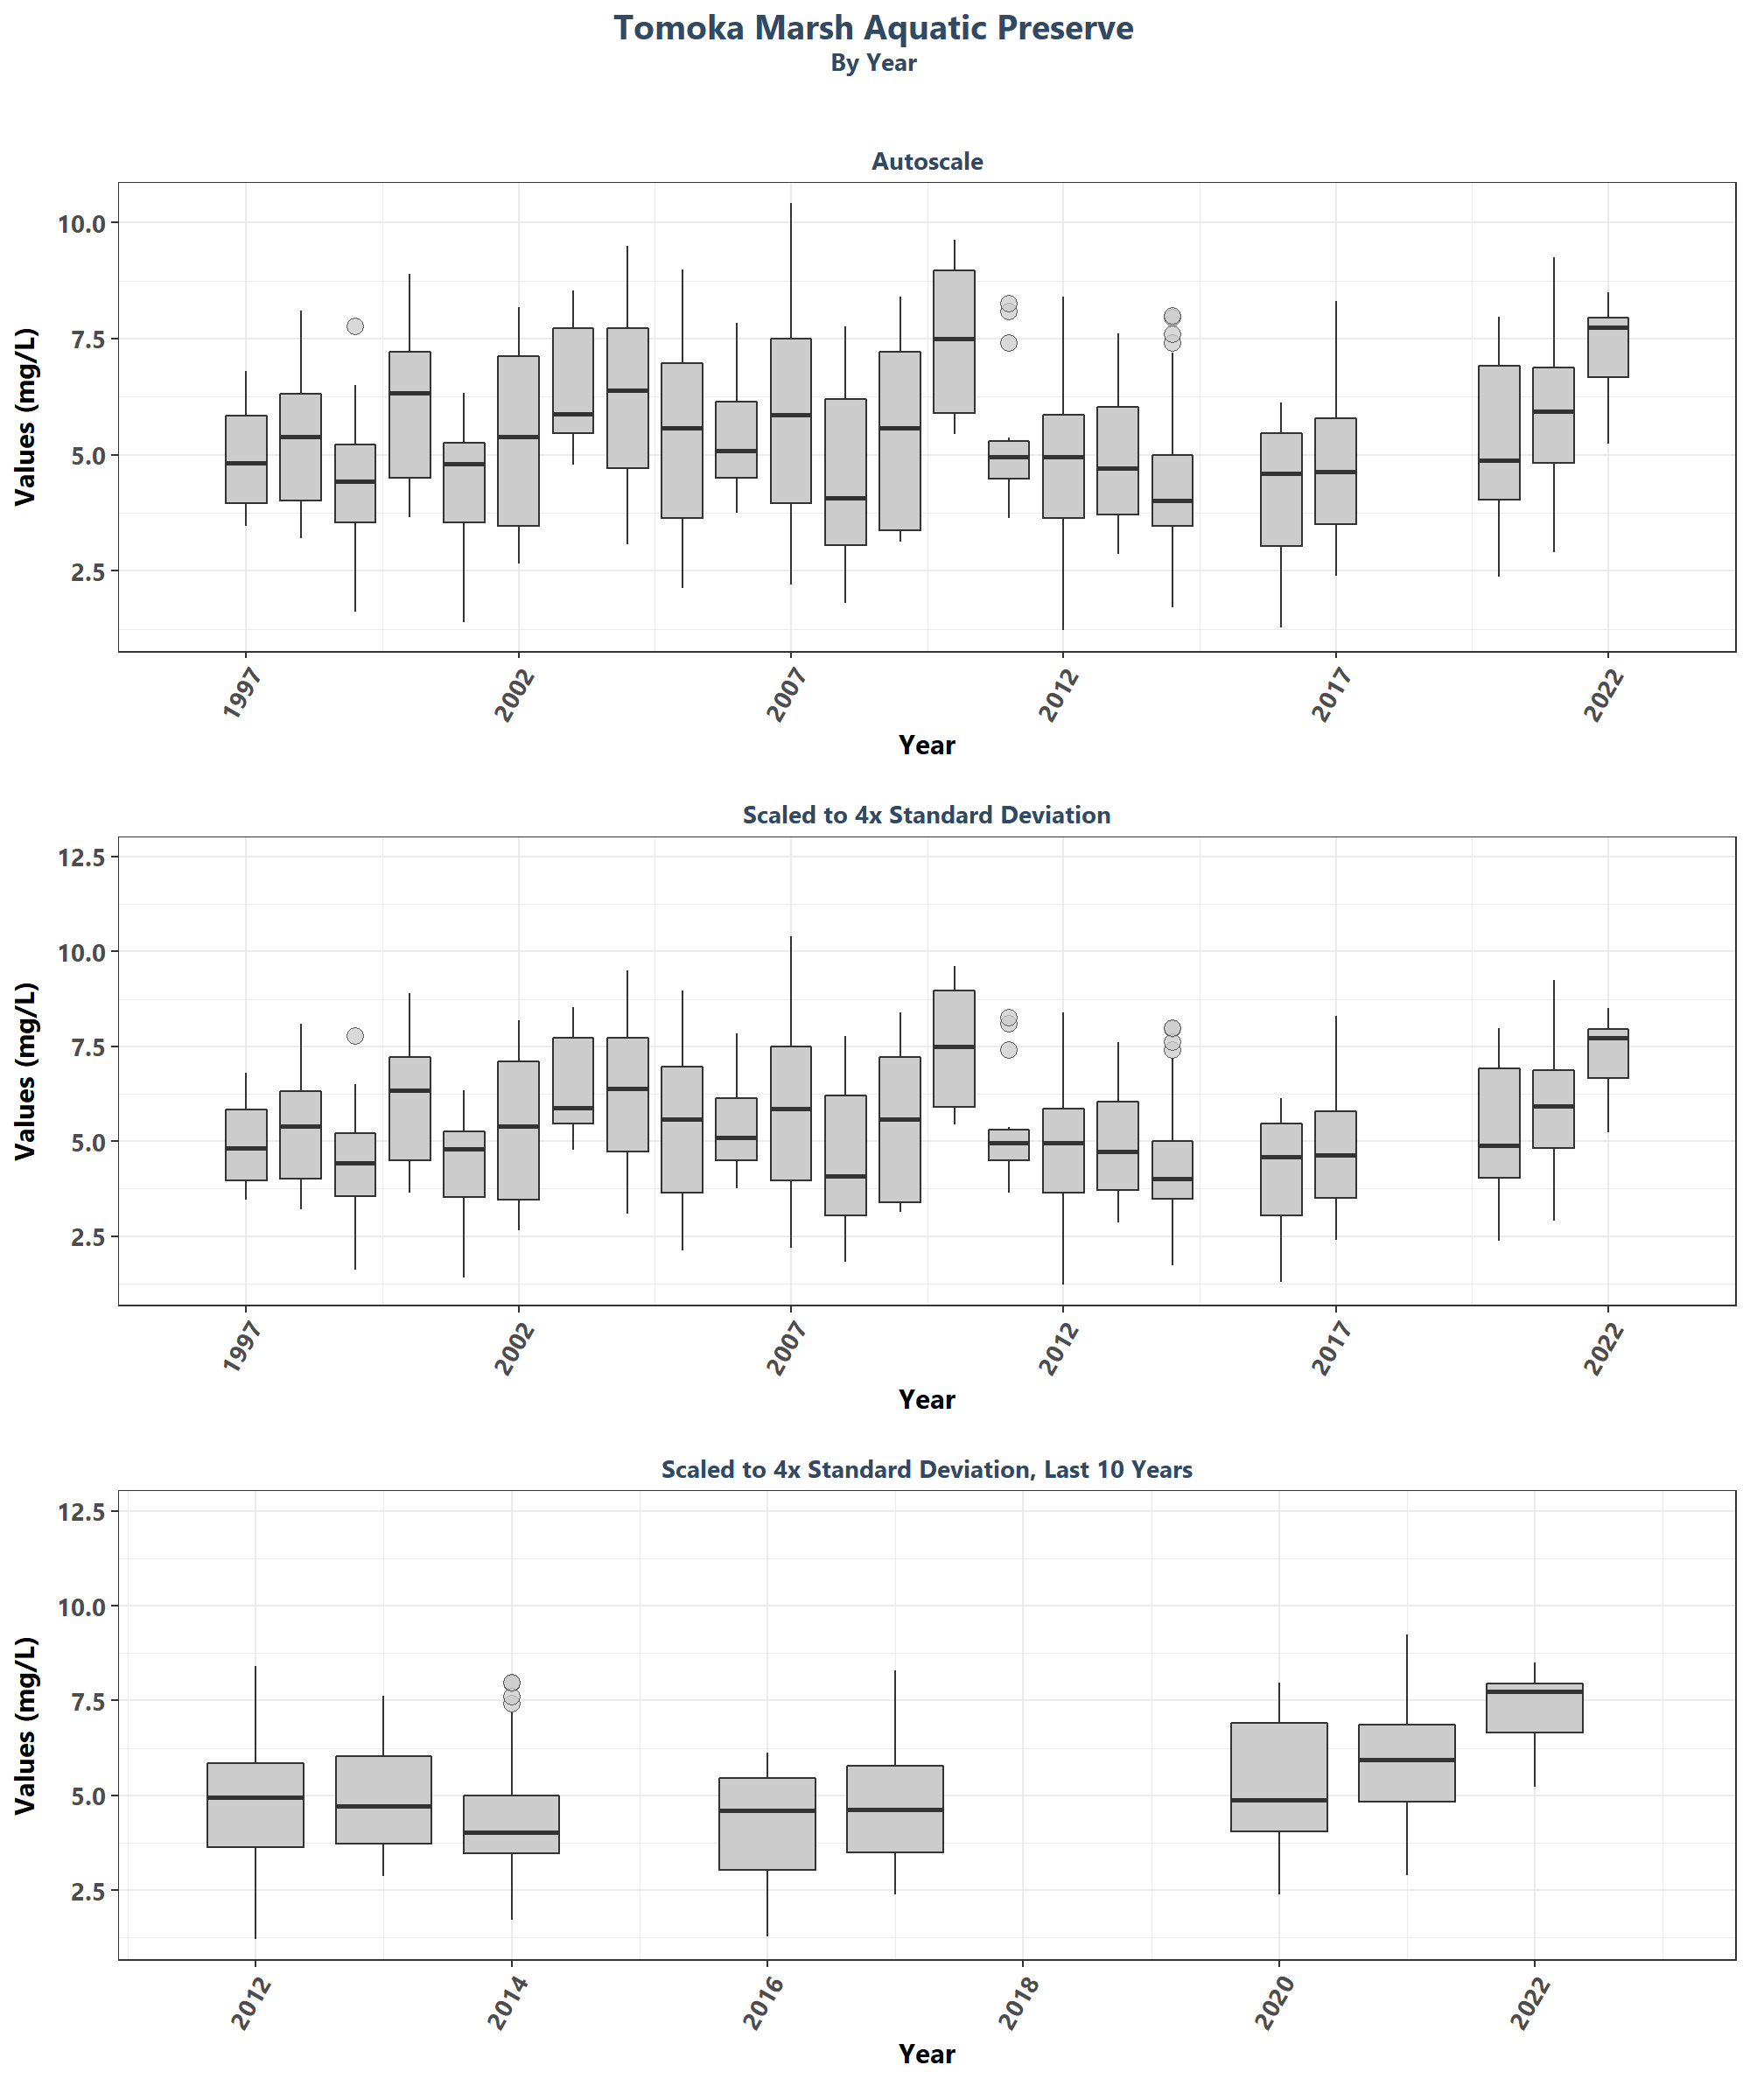 Tomoka Marsh Aquatic Preserve
By Year
Autoscale
Values (mg/L)
10.0
7.5
5.0
2.5
1997 2002 2007 2012 2017 2022
Year
Scaled to 4x Standard Deviation
Values (mg/L)
12.5
10.0
7.5
5.0
2.5
1997 2002 2007 2012 2017 2022
Year
Scaled to 4x Standard Deviation, Last 10 Years
Values (mg/L)
12.5
10.0
7.5
5.0
2.5
2012 2014 2016 2018 2020 2022
Year